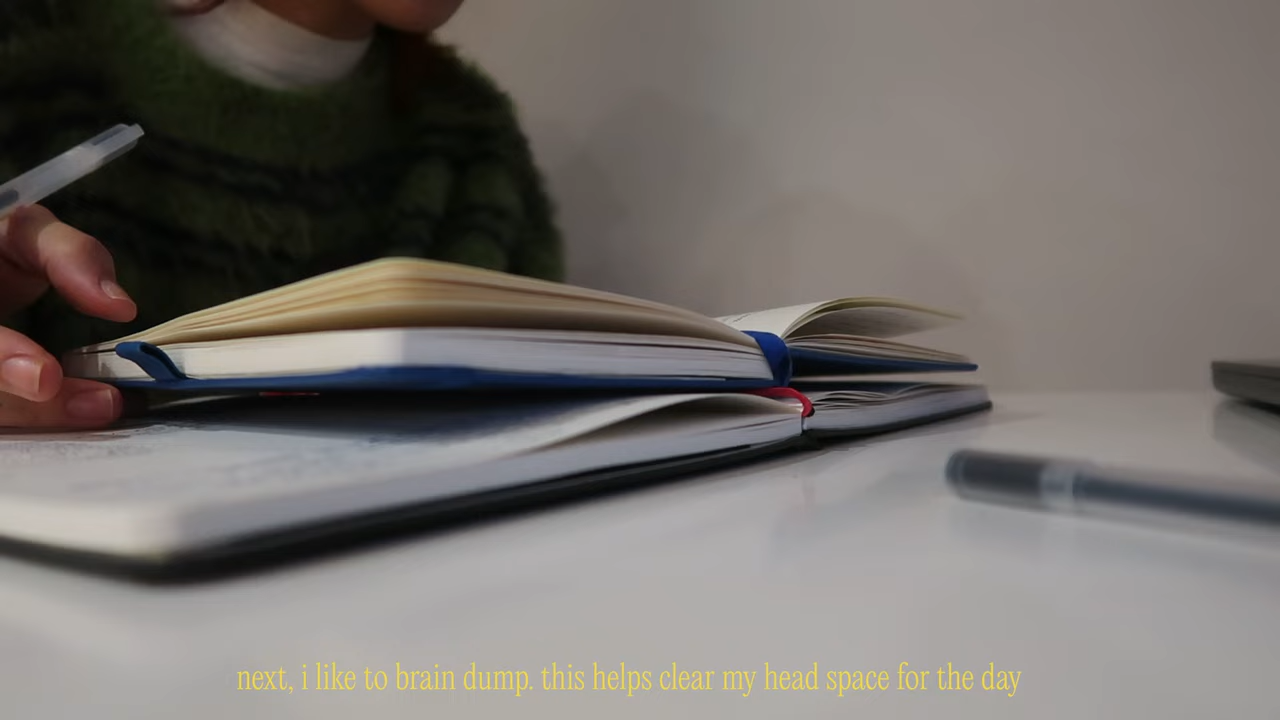 next, i like to brain dump. this helps clear my head space for the day